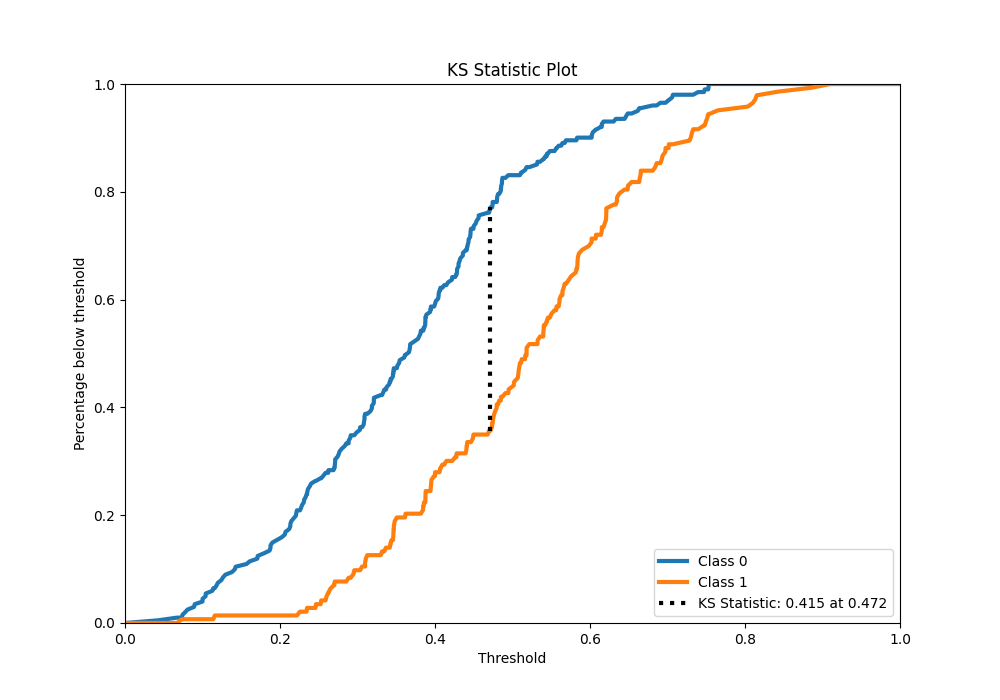 KS Statistic Plot
1.0
0.8
0.6
0.4
0.2
0.0
Percentage below threshold
0.0 0.2 0.4 0.6 0.8 1.0
Threshold
Class 0
Class 1
KS Statistic: 0.415 at 0.472